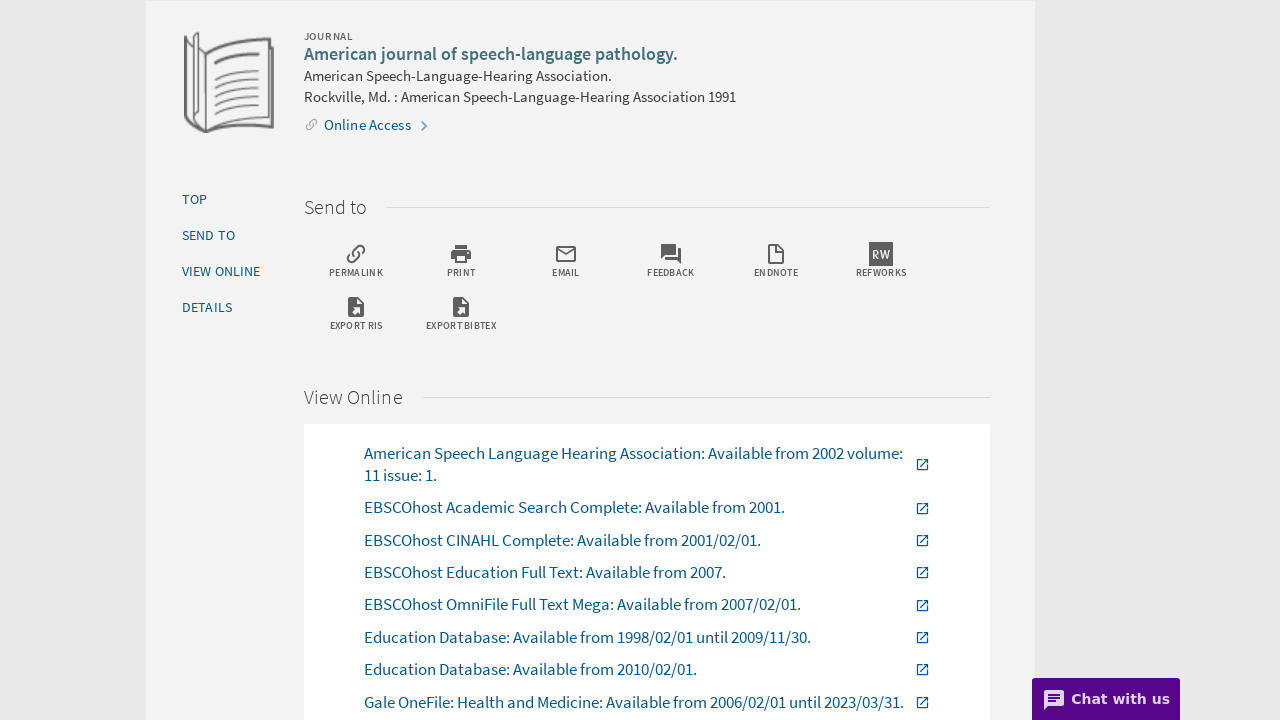 JOURNAL
American journal of speech-language pathology.
American Speech-Language-Hearing Association.
Rockville, Md. : American Speech-Language-Hearing Association 1991
Online Access
TOP
SEND TO
VIEW ONLINE
DETAILS
Send to
PERMALINK
PRINT
EMAIL
FEEDBACK
ENDNOTE
RW
REFWORKS
EXPORT RIS
EXPORT BIBTEX
View Online
American Speech Language Hearing Association: Available from 2002 volume:
11 issue: 1.
EBSCOhost Academic Search Complete: Available from 2001.
EBSCOhost CINAHL Complete: Available from 2001/02/01.
EBSCOhost Education Full Text: Available from 2007.
EBSCOhost OmniFile Full Text Mega: Available from 2007/02/01.
Education Database: Available from 1998/02/01 until 2009/11/30.
Education Database: Available from 2010/02/01.
Gale OneFile: Health and Medicine: Available from 2006/02/01 until 2023/03/31.
Chat with us